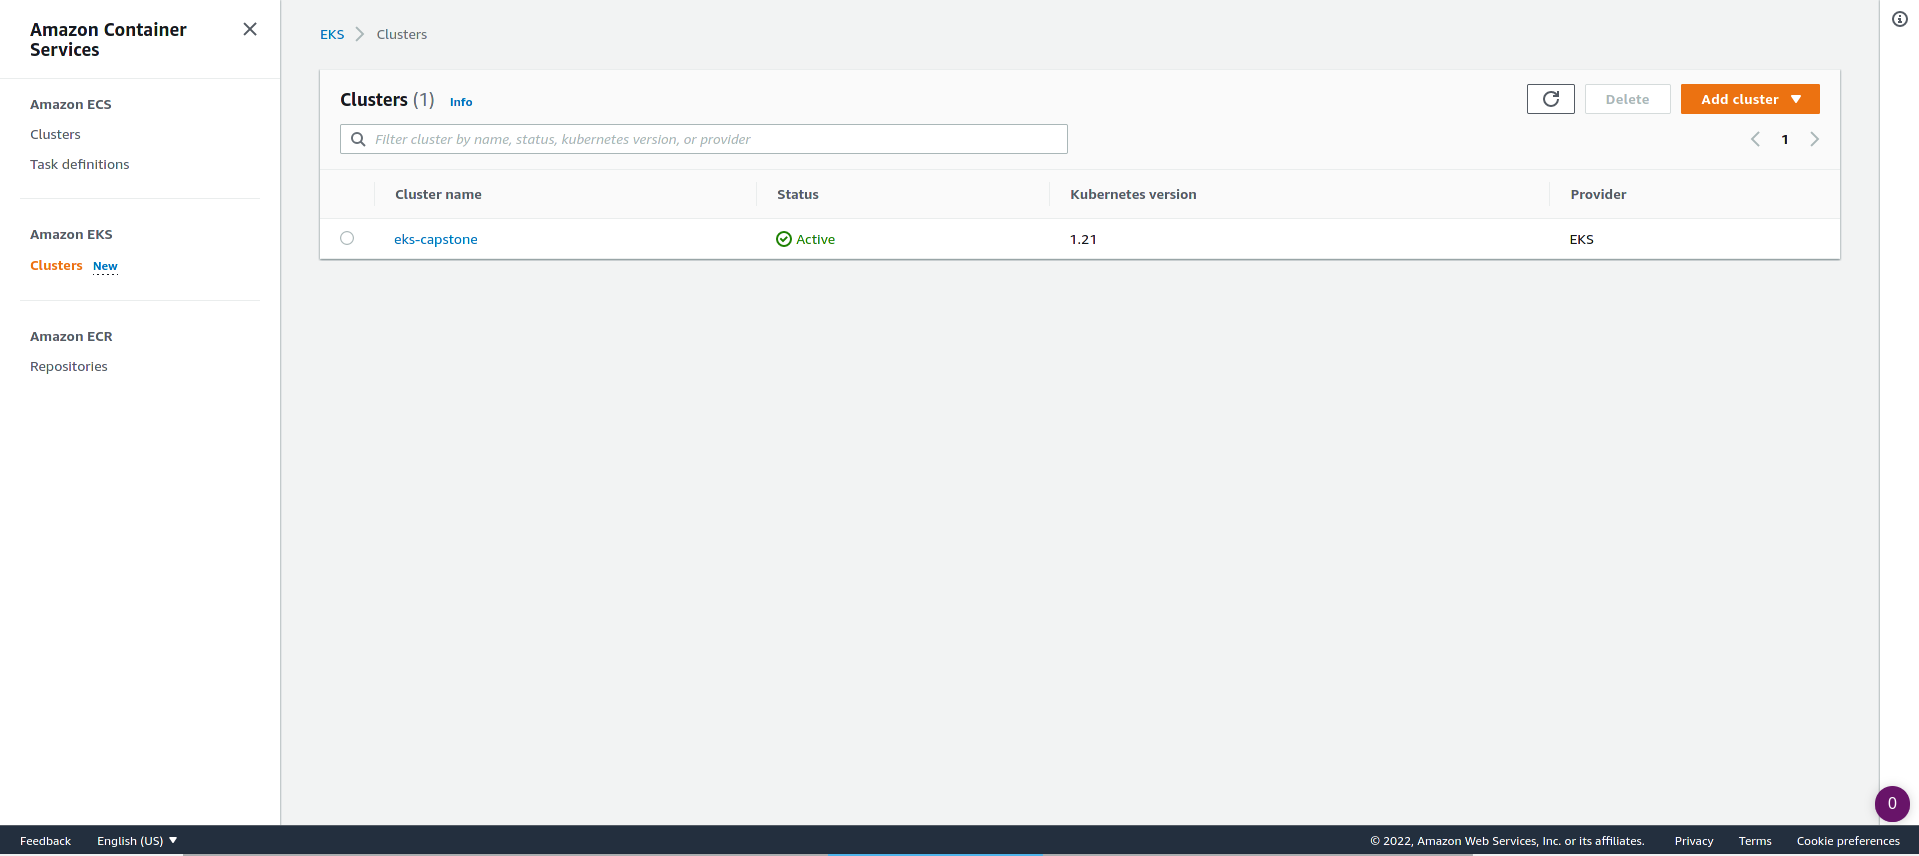 Amazon Container
Services
Amazon ECS
Clusters
Task definitions
Amazon EKS
Clusters New
Amazon ECR
Repositories
EKS Clusters
Clusters (1) Info
Delete Add cluster
Filter cluster by name, status, kubernetes version, or provider
1
Cluster name Status Kubernetes version Provider
eks-capstone Active 1.21 EKS
0
Feedback English (US) © 2022, Amazon Web Services, Inc. or its affiliates. Privacy Terms Cookie preferences